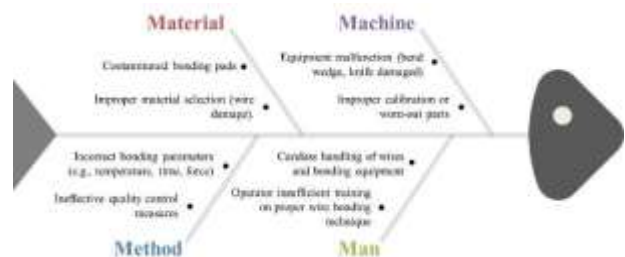 Material
Machine
Contaminated bonding pads
Equipment malfunction (bond
wedge, knife damaged)
Improper material selection (wire
damage).
Improper calibration or
worn-out parts
Incorrect bonding parameters
(e.g., temperature, time, force)
Careless handling of wires
and bonding equipment
Ineffective quality control
measures
Operator insufficient training
on proper wire bonding
technique
Method
Man